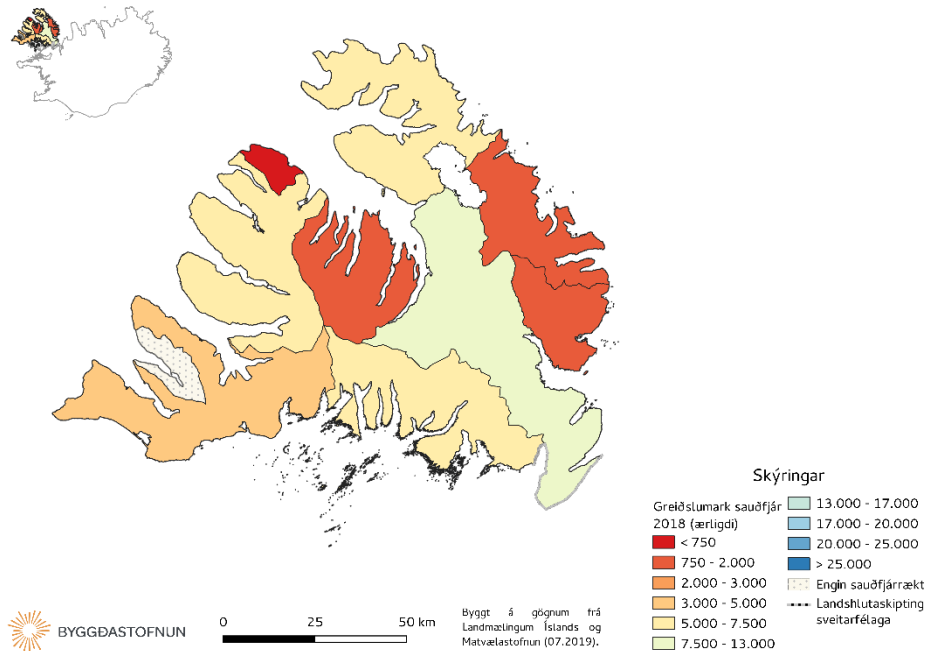 Skýringar
Greiðslumark sauðfjár
2018 (ærligdi)
< 750
750 - 2.000
2.000 - 3.000
3.000 - 5.000
5.000 - 7.500
7.500 - 13.000
13.000 - 17.000
17.000 - 20.000
20.000 - 25.000
> 25.000
Engin sauðfjárrækt
Landshlutaskipting
sveitarfélaga
BYGGÐASTOFNUN
0 25 50 km
Byggt á gögnum frá
Landmælingum Íslands og
Matvælastofnun (07.2019).